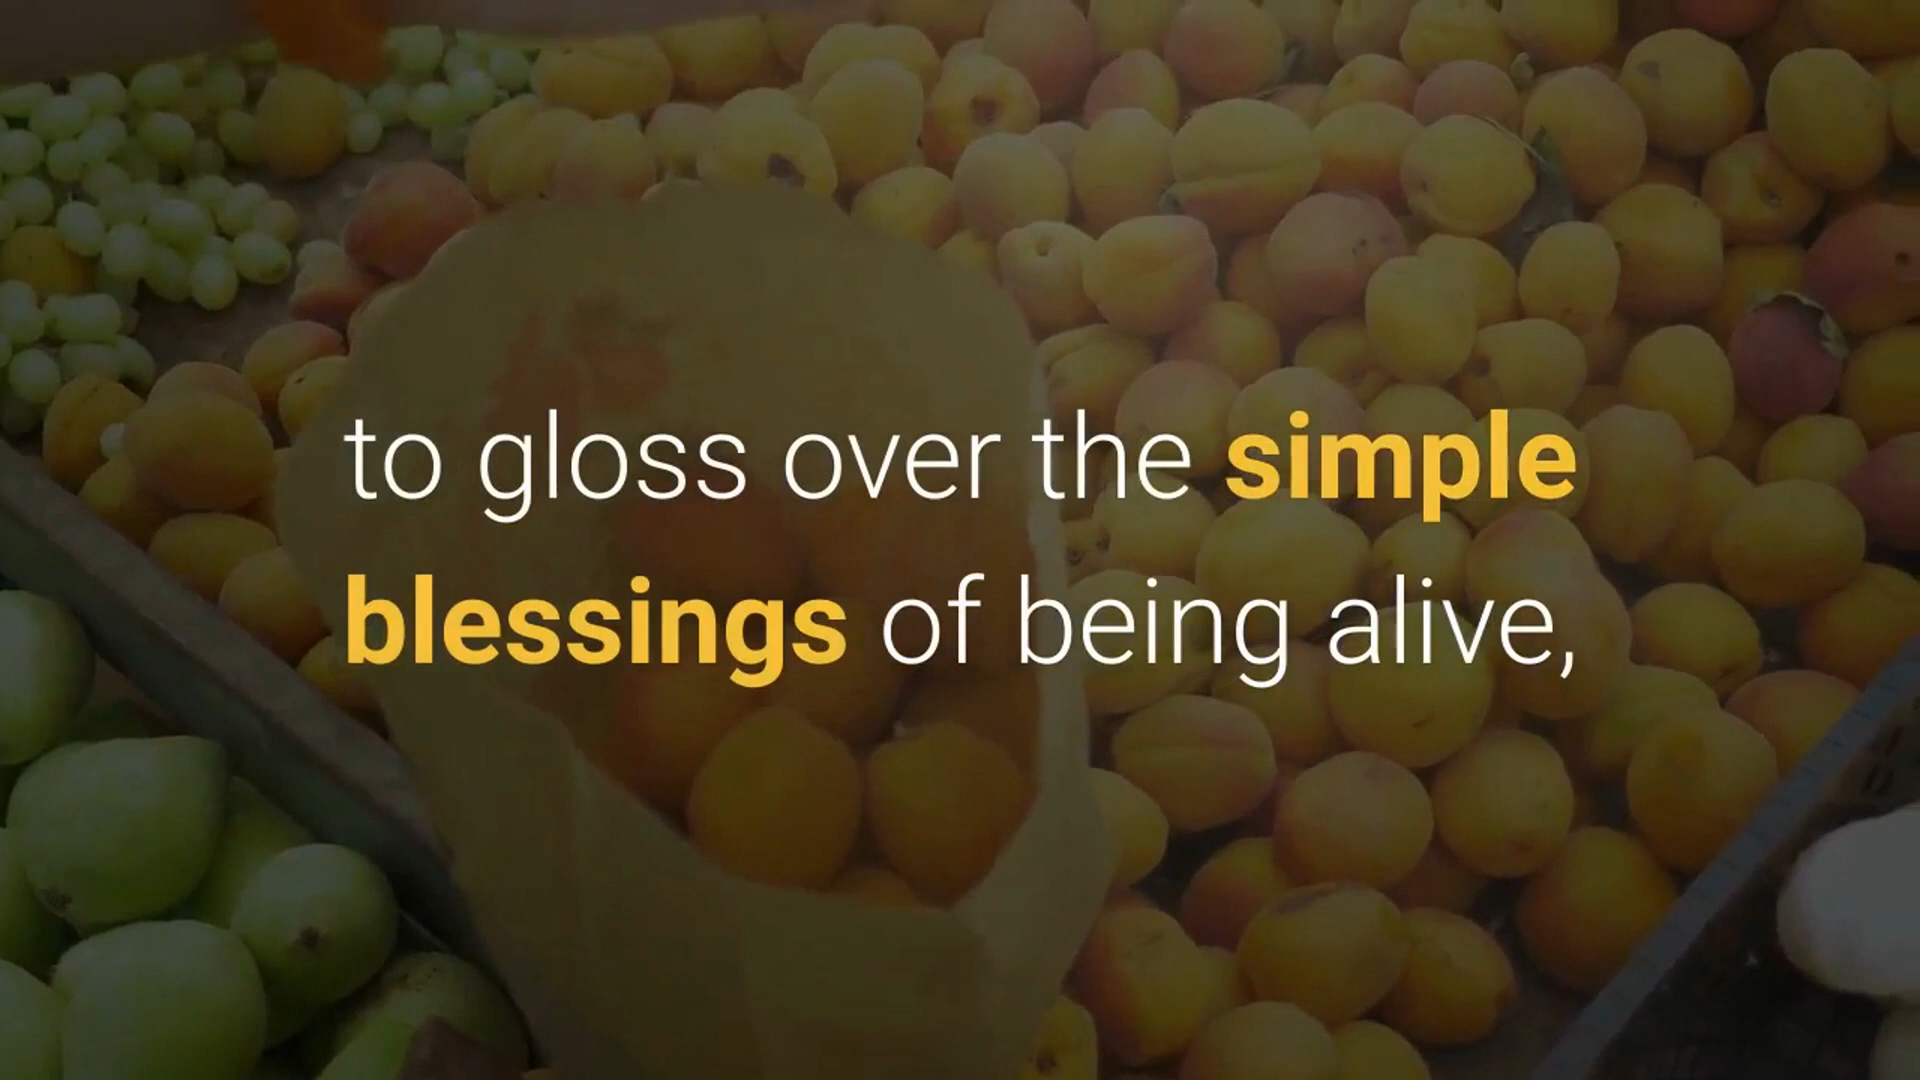 to gloss over the simple
blessings of being alive,